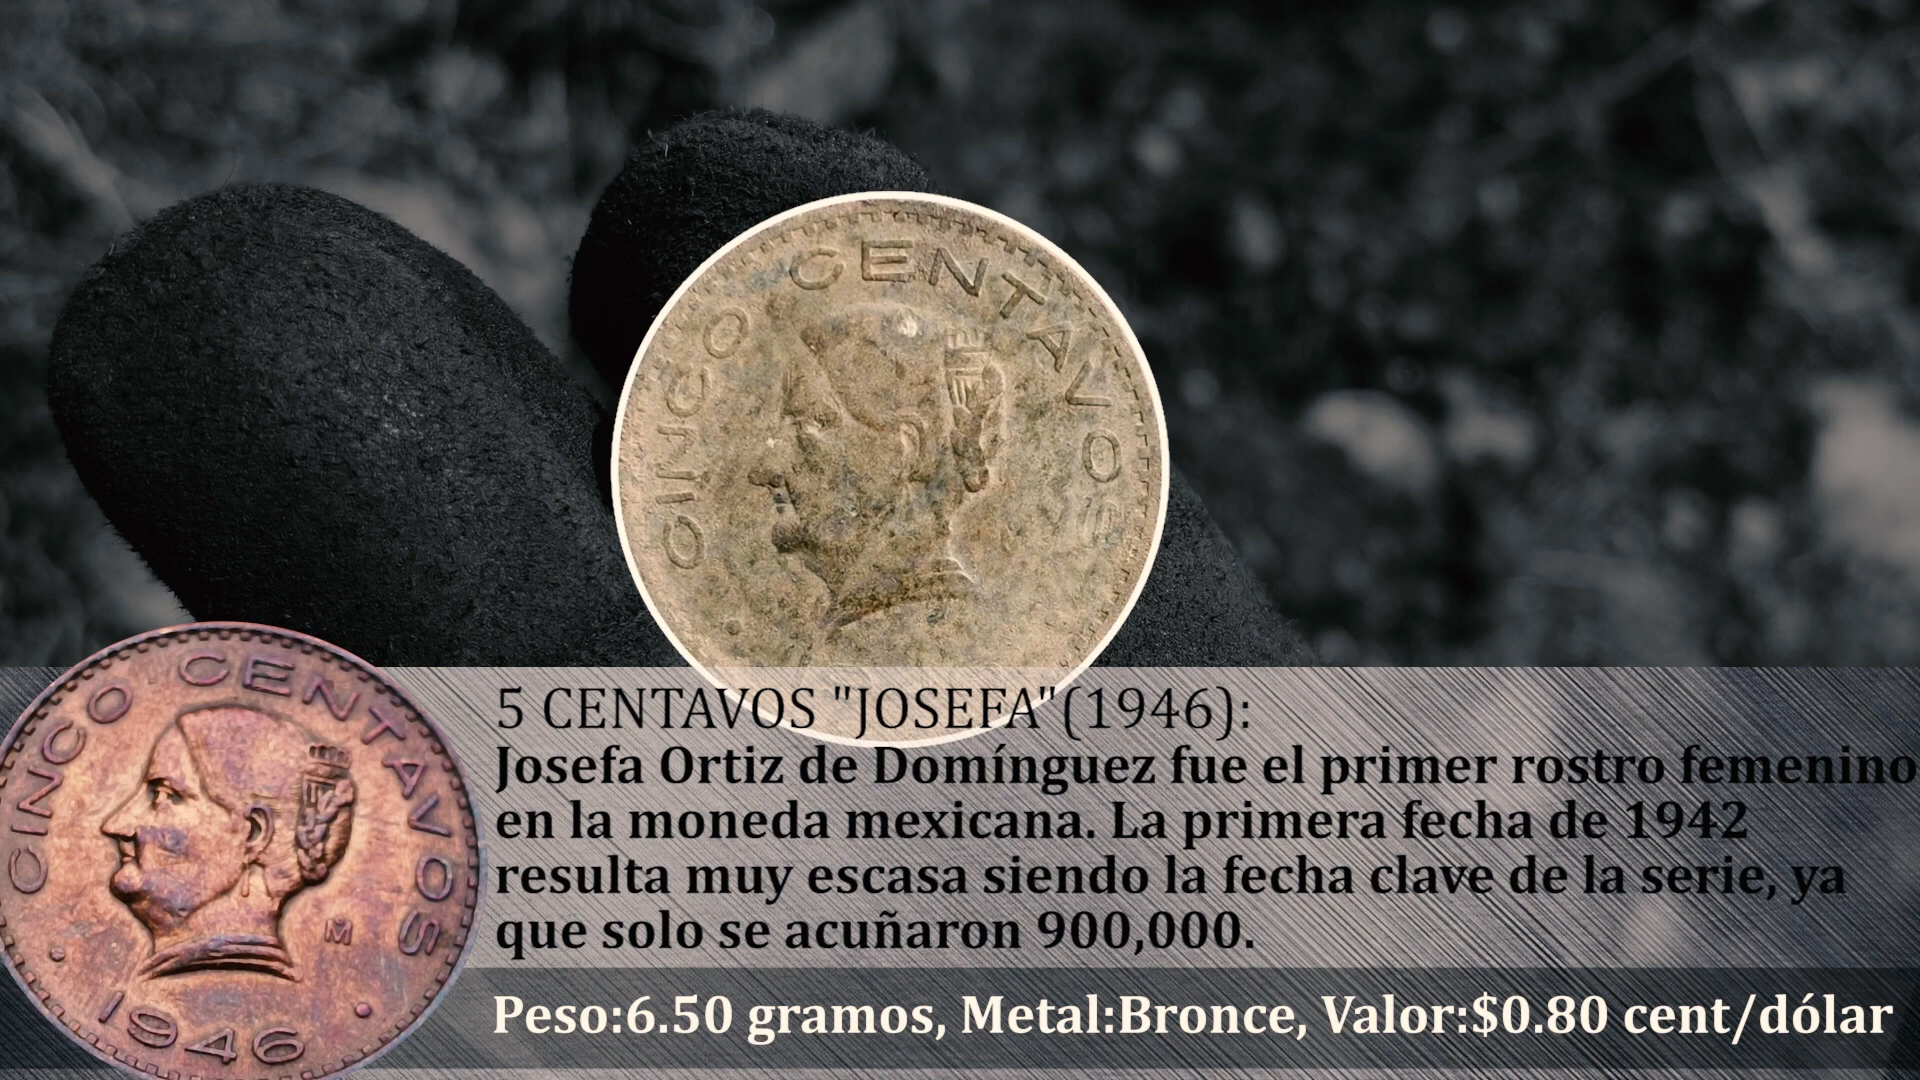 CINCO CENTAVOS
5 CENTAVOS "JOSEFA"(1946):
Josefa Ortiz de Domínguez fue el primer rostro femenino
en la moneda mexicana. La primera fecha de 1942
resulta muy escasa siendo la fecha clave de la serie, ya
que solo se acuñaron 900,000.
Peso:6.50 gramos, Metal:Bronce, Valor:$0.80 cent/dólar
CINCO CENTAVOS
M
1946